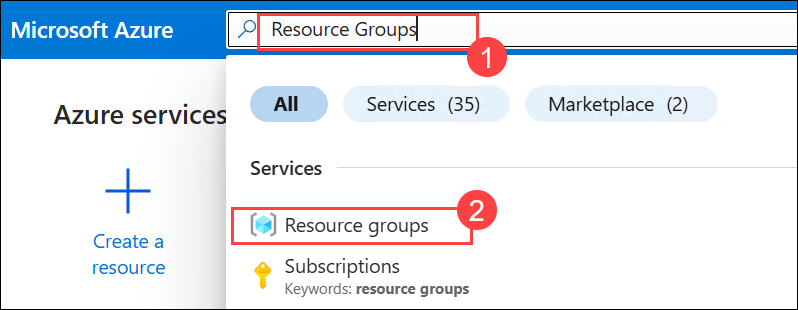 Microsoft Azure
Resource Groups
1
All
Services (35)
Marketplace (2)
Azure services
Services
2
Resource groups
Create a
resource
Subscriptions
Keywords: resource groups